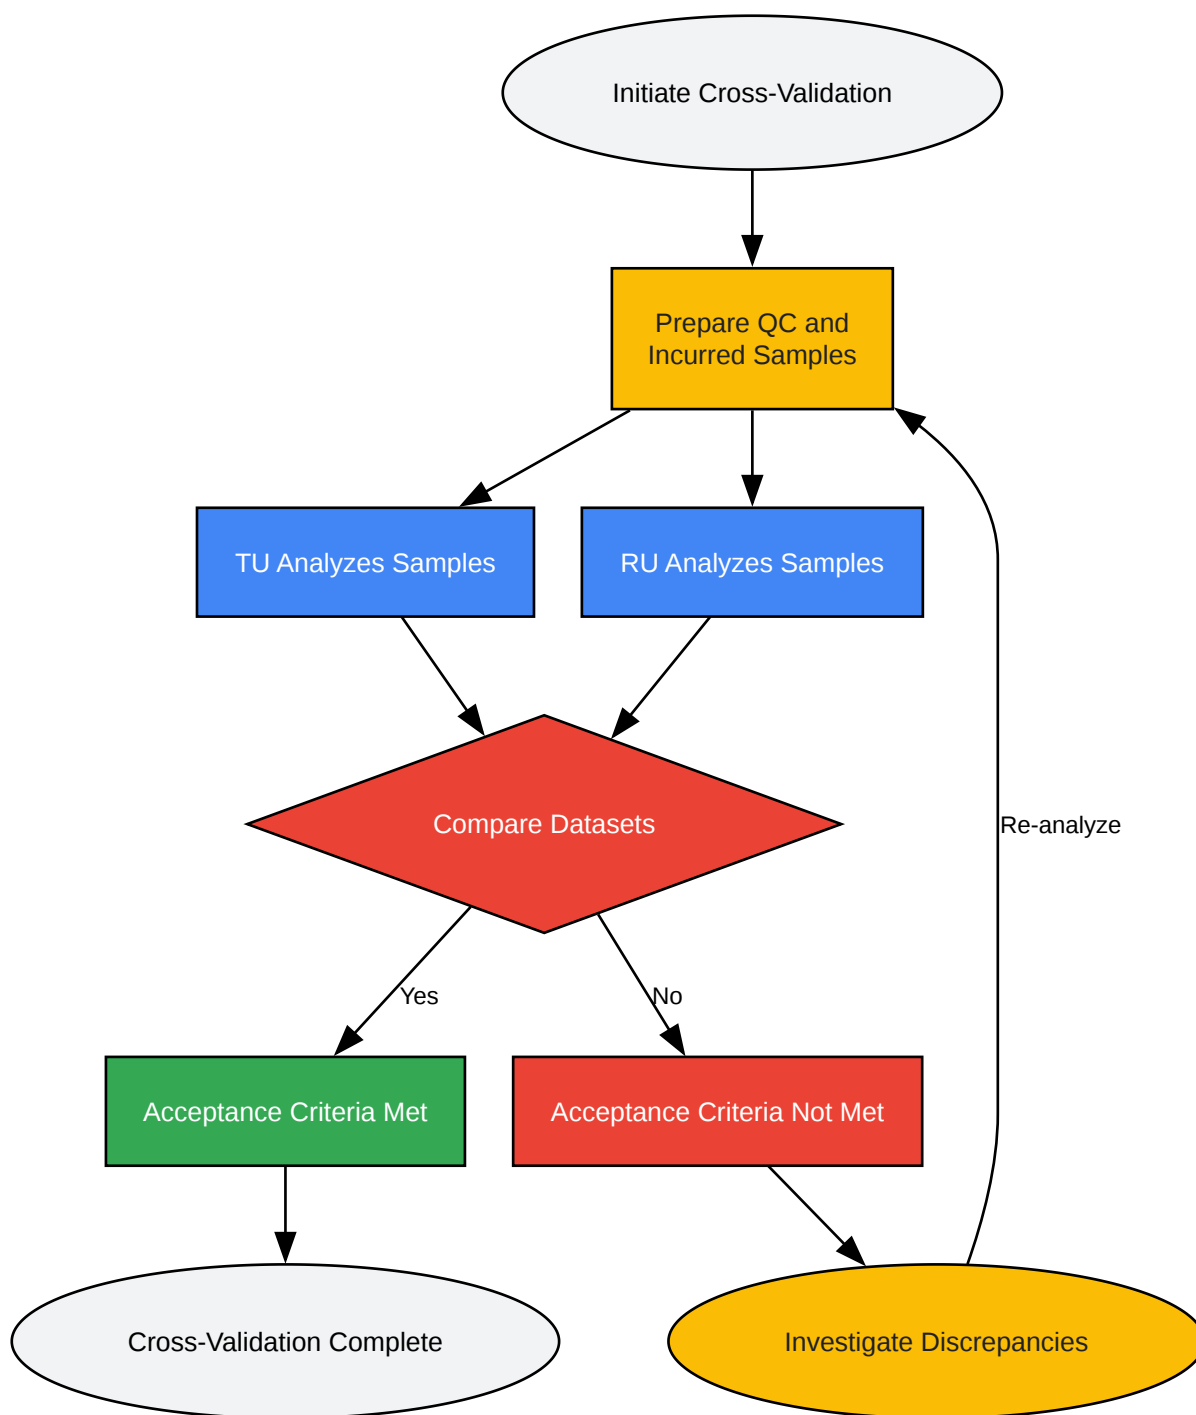 Initiate Cross-Validation
Prepare QC and
Incurred Samples
TU Analyzes Samples
RU Analyzes Samples
Compare Datasets
Re-analyze
Yes
No
Acceptance Criteria Met
Acceptance Criteria Not Met
Cross-Validation Complete
Investigate Discrepancies